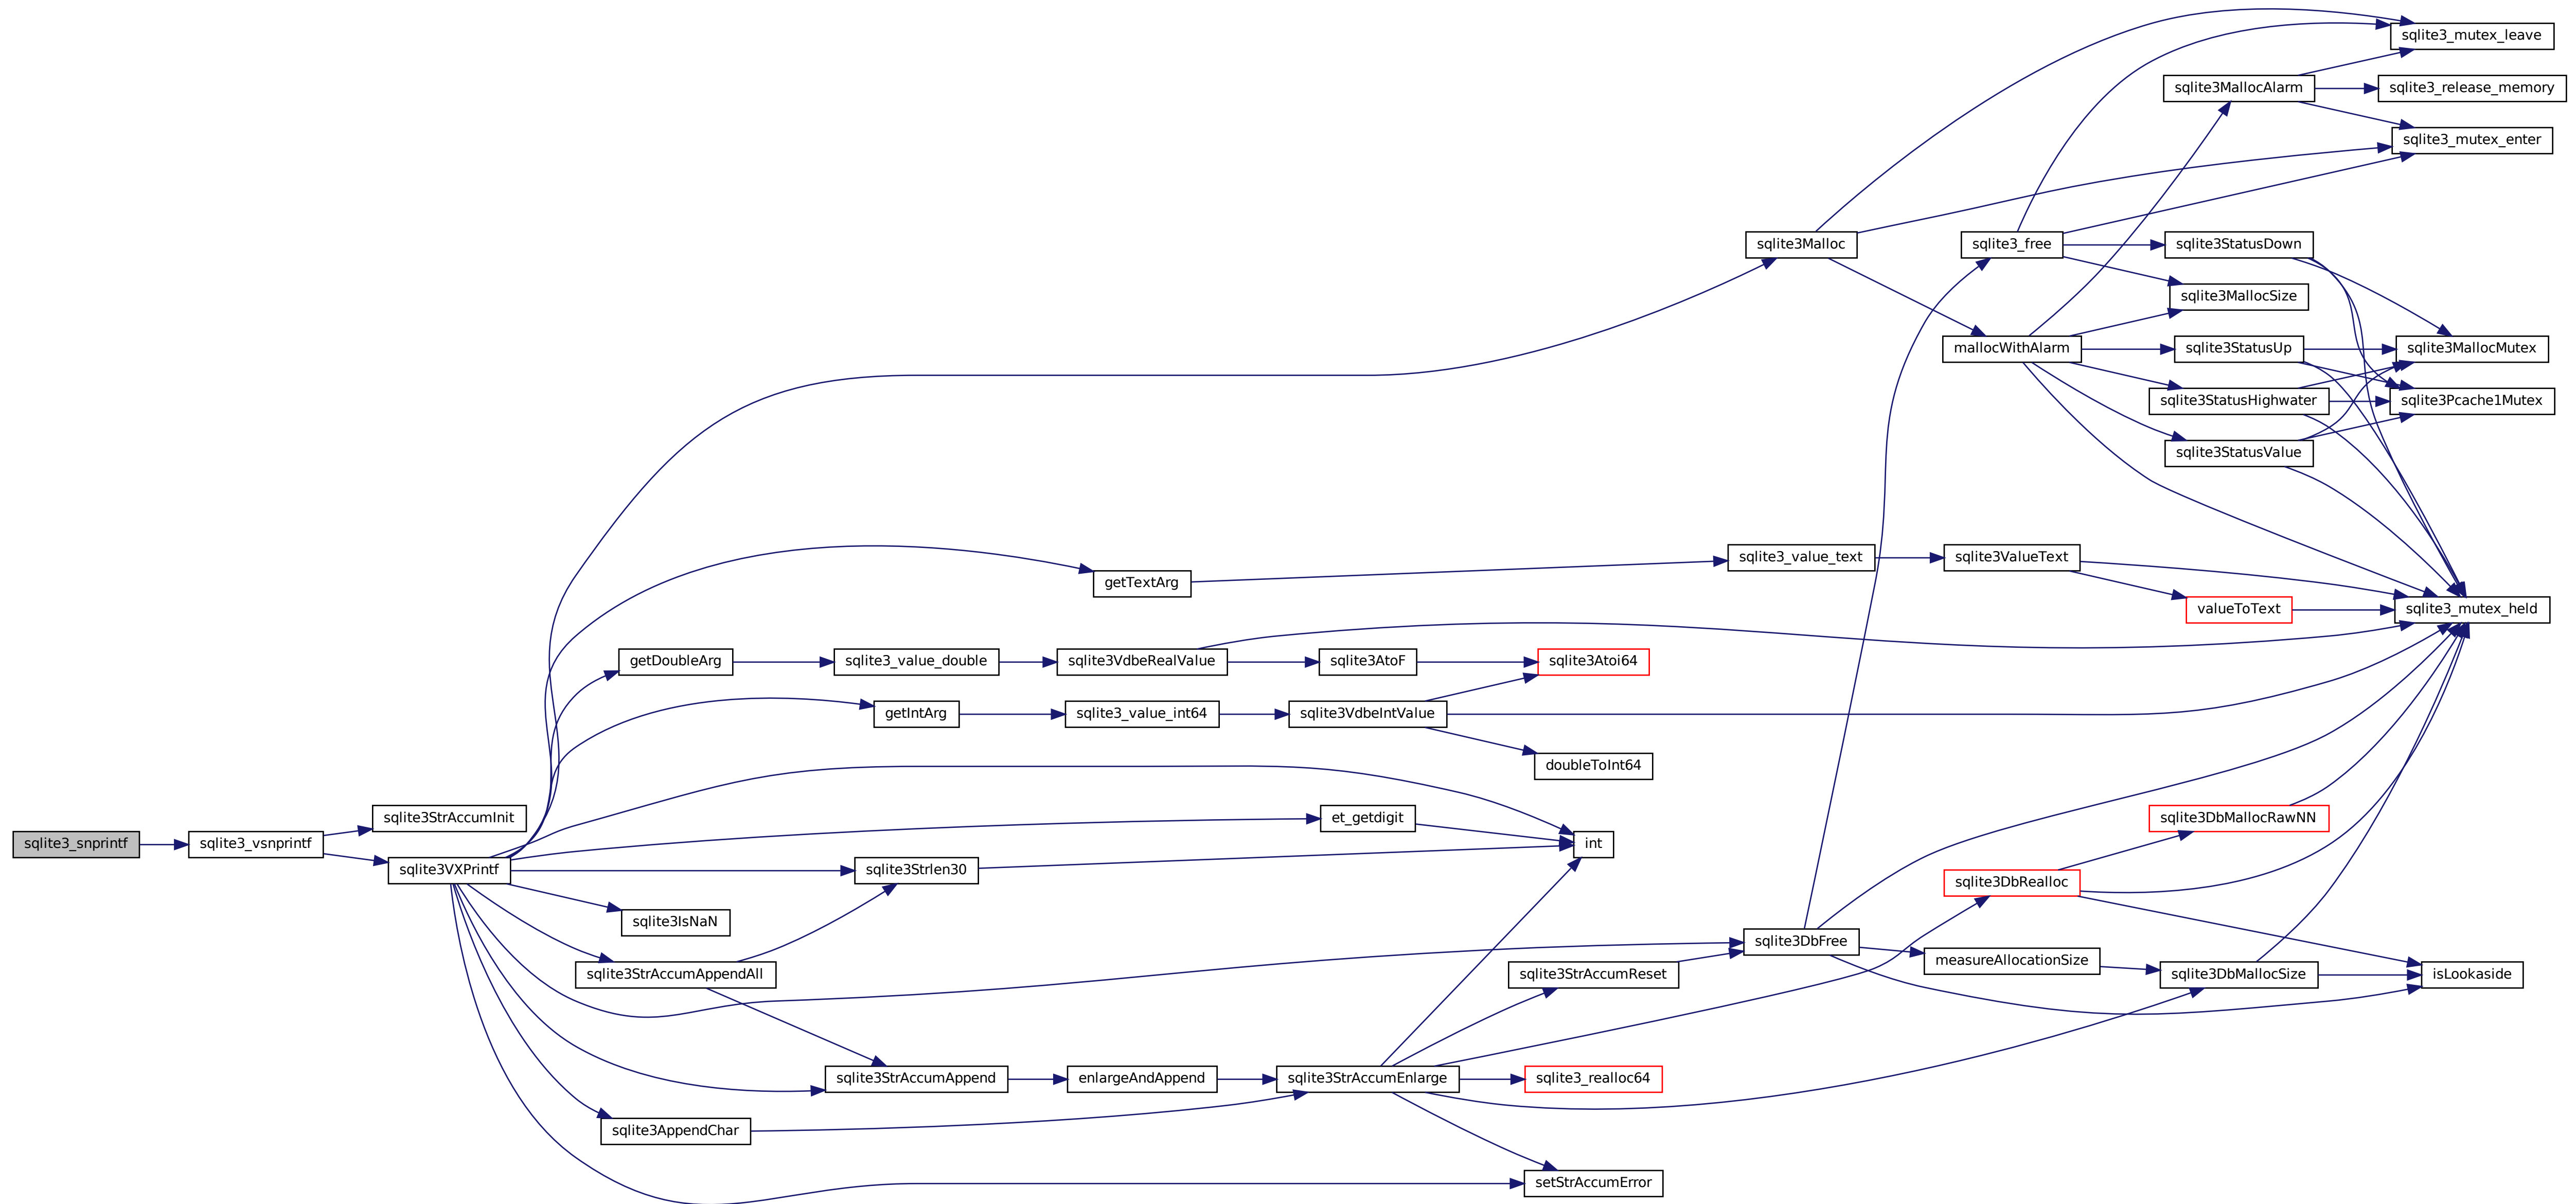 sqlite3_mutex_leave
sqlite3MallocAlarm
sqlite3_release_memory
sqlite3_mutex_enter
sqlite3Malloc
sqlite3_free
sqlite3StatusDown
sqlite3MallocSize
mallocWithAlarm
sqlite3StatusUp
sqlite3MallocMutex
sqlite3StatusHighwater
sqlite3Pcache1Mutex
sqlite3StatusValue
sqlite3_value_text
sqlite3ValueText
getTextArg
valueToText
sqlite3_mutex_held
getDoubleArg
sqlite3_value_double
sqlite3VdbeRealValue
sqlite3AtoF
sqlite3Atoi64
getIntArg
sqlite3_value_int64
sqlite3VdbeIntValue
doubleToInt64
sqlite3StrAccumInit
et_getdigit
sqlite3DbMallocRawNN
sqlite3_snprintf
sqlite3_vsnprintf
int
sqlite3VXPrintf
sqlite3Strlen30
sqlite3DbRealloc
sqlite3IsNaN
sqlite3DbFree
measureAllocationSize
sqlite3StrAccumAppendAll
sqlite3StrAccumReset
sqlite3DbMallocSize
isLookaside
sqlite3StrAccumAppend
enlargeAndAppend
sqlite3StrAccumEnlarge
sqlite3_realloc64
sqlite3AppendChar
setStrAccumError